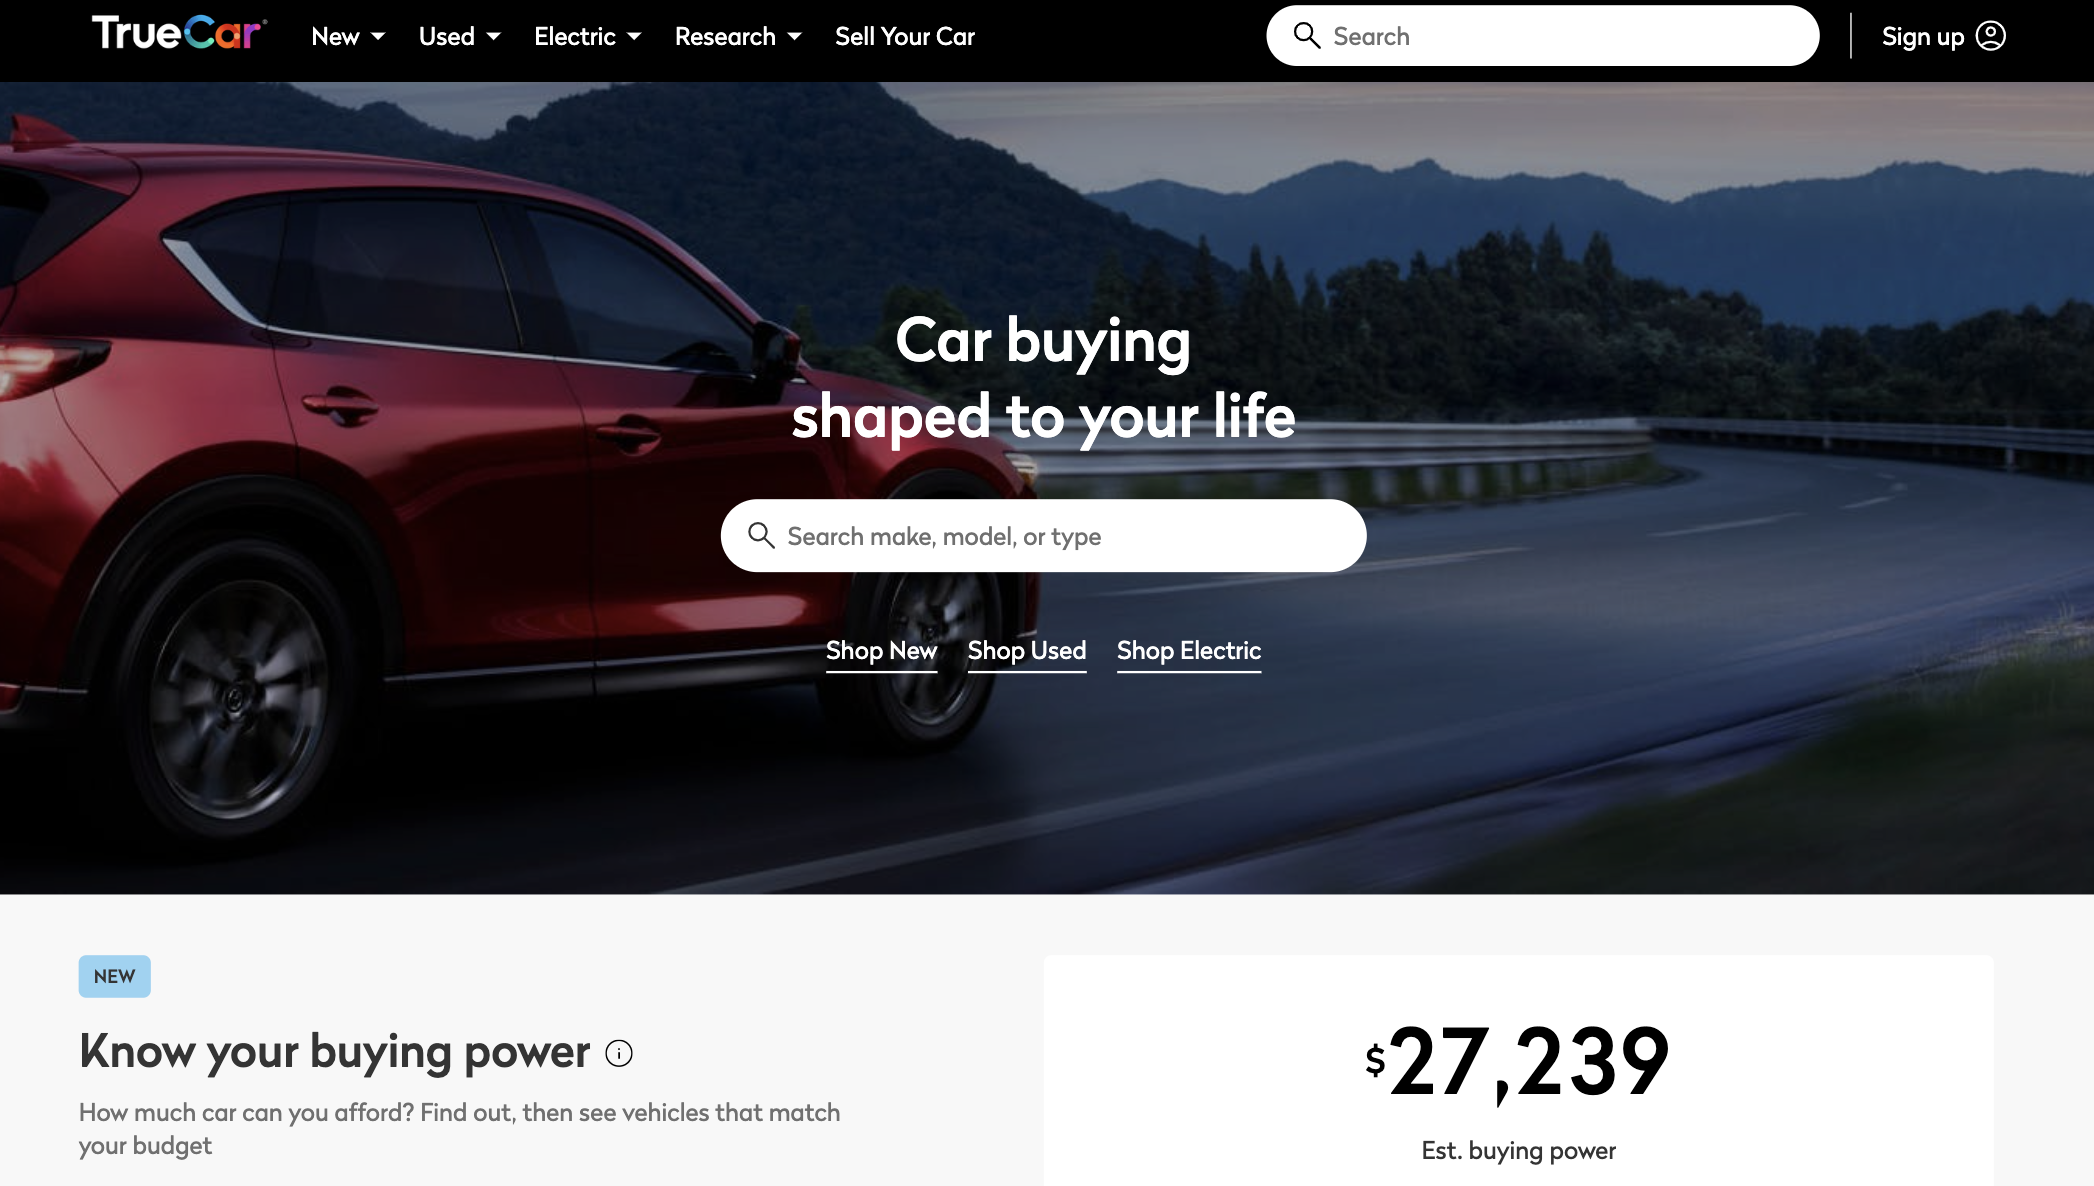 TrueCar
New
Used
Electric
Research
Sell Your Car
Search
Sign up
Car buying
shaped to your life
Search make, model, or type
Shop New
Shop Used
Shop Electric
NEW
Know your buying power
How much car can you afford? Find out, then see vehicles that match
your budget
$27,239
Est. buying power